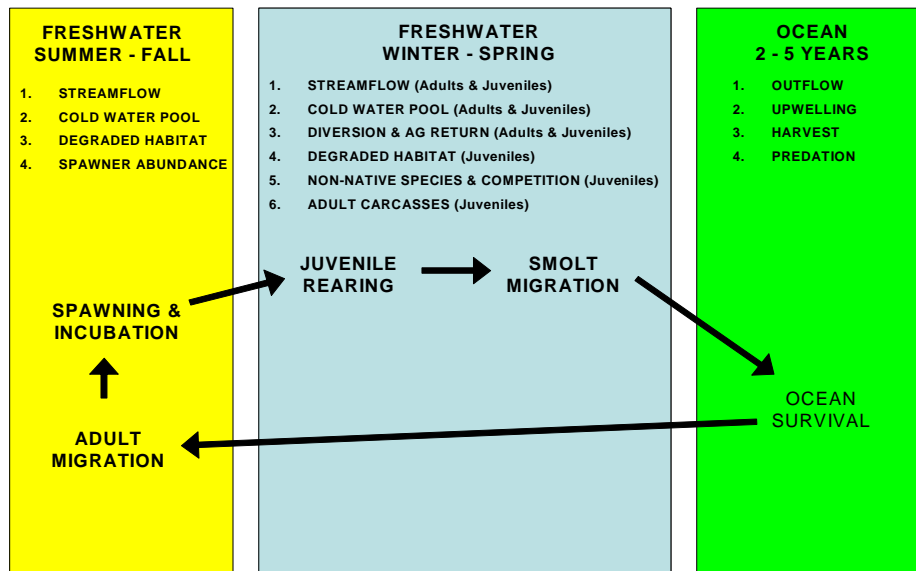 FRESHWATER
SUMMER - FALL
1. STREAMFLOW
2. COLD WATER POOL
3. DEGRADED HABITAT
4. SPAWNER ABUNDANCE
SPAWNING &
INCUBATION
ADULT
MIGRATION
FRESHWATER
WINTER - SPRING
1. STREAMFLOW (Adults & Juveniles)
2. COLD WATER POOL (Adults & Juveniles)
3. DIVERSION & AG RETURN (Adults & Juveniles)
4. DEGRADED HABITAT (Juveniles)
5. NON-NATIVE SPECIES & COMPETITION (Juveniles)
6. ADULT CARCASSES (Juveniles)
JUVENILE
REARING
SMOLT
MIGRATION
OCEAN
2 - 5 YEARS
1. OUTFLOW
2. UPWELLING
3. HARVEST
4. PREDATION
OCEAN
SURVIVAL